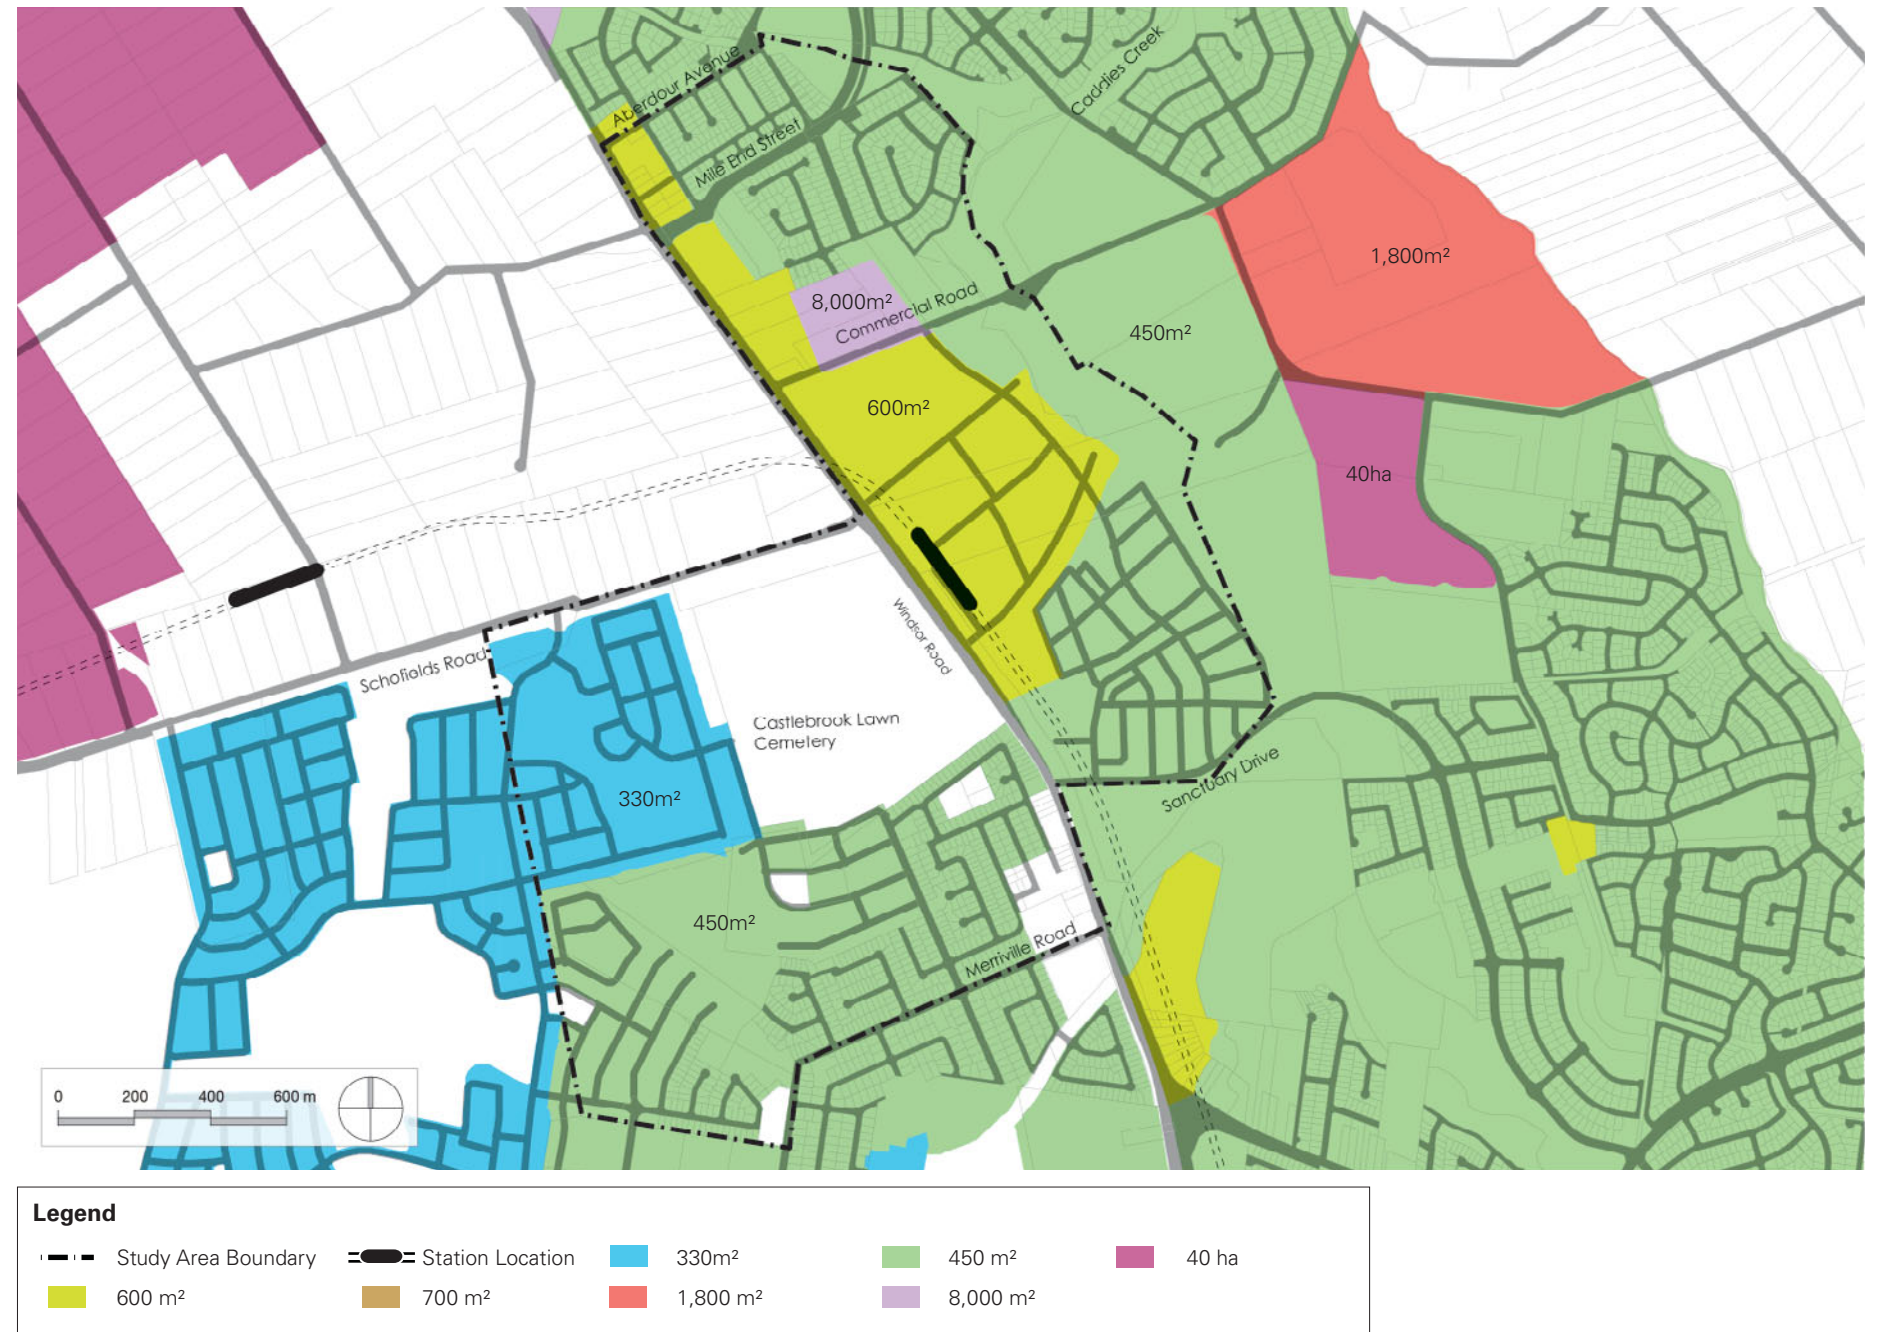 Aberdour Avenue
Caddies Creek
Mile End Street
1,800m²
8,000m²
Commercial Road
450m²
600m²
40ha
Windsor Road
Schofields Road
Castlebrook Lawn
Cemetery
330m²
Sanctuary Drive
450m²
Merriville Road
0 200 400 600 m
Legend
Study Area Boundary Station Location 330m² 450 m² 40 ha
600 m² 700 m² 1,800 m² 8,000 m²